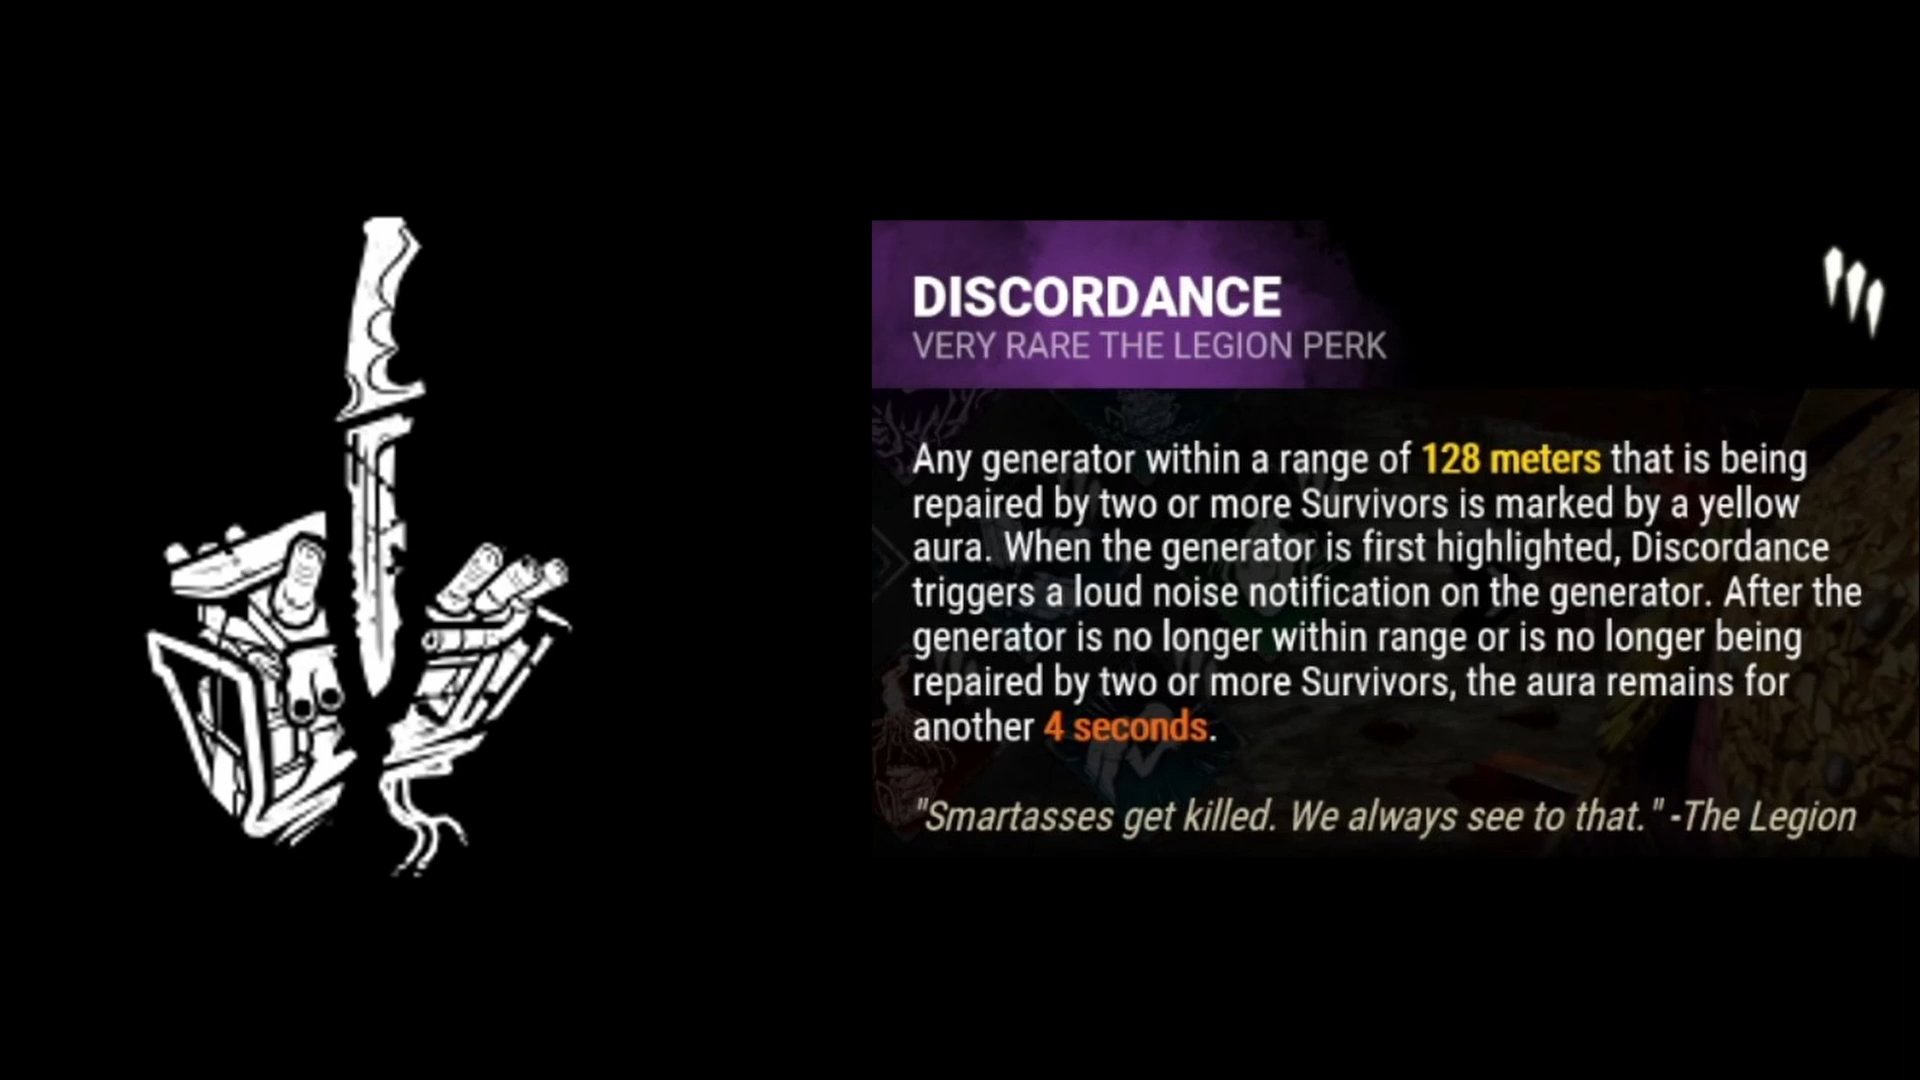 DISCORDANCE
VERY RARE THE LEGION PERK
Any generator within a range of 128 meters that is being
repaired by two or more Survivors is marked by a yellow
aura. When the generator is first highlighted, Discordance
triggers a loud noise notification on the generator. After the
generator is no longer within range or is no longer being
repaired by two or more Survivors, the aura remains for
another 4 seconds.
"Smartasses get killed. We always see to that." -The Legion